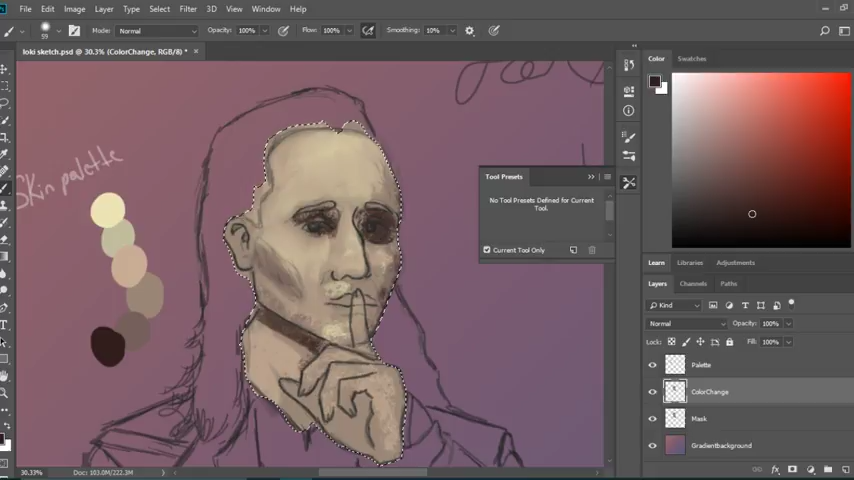 File Edit Image Layer Type Select Filter 3D View Window Help
99 Mode: Normal Opacity: 100% Flow: 100% Smoothing: 10%
loki sketch.psd @ 30.3% (ColorChange, RGB/8) * ×
Color Swatches
Skin palette
Tool Presets
No Tool Presets Defined for Current
Tool.
Current Tool Only
Learn Libraries Adjustments
Layers Channels Paths
Kind
Normal Opacity: 100%
Lock: Fill: 100%
Palette
ColorChange
Mask
Gradientbackground
30.33% Doc: 103.0M/222.3M
fx